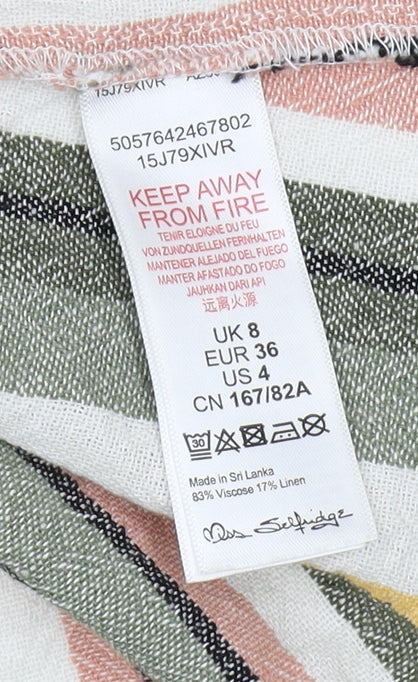 15J79XIVR
5057642467802
15J79XIVR
KEEP AWAY
FROM FIRE
TENIR ELOIGNE DU FEU
VON ZUNDQUELLEN FERNHALTEN
MANTENER ALEJADO DEL FUEGO
MANTER AFASTADO DO FOGO
JAUHKAN DARI API
远离火源
UK 8
EUR 36
US 4
CN 167/82A
30
Made in Sri Lanka
83% Viscose 17% Linen
Miss Selfridge